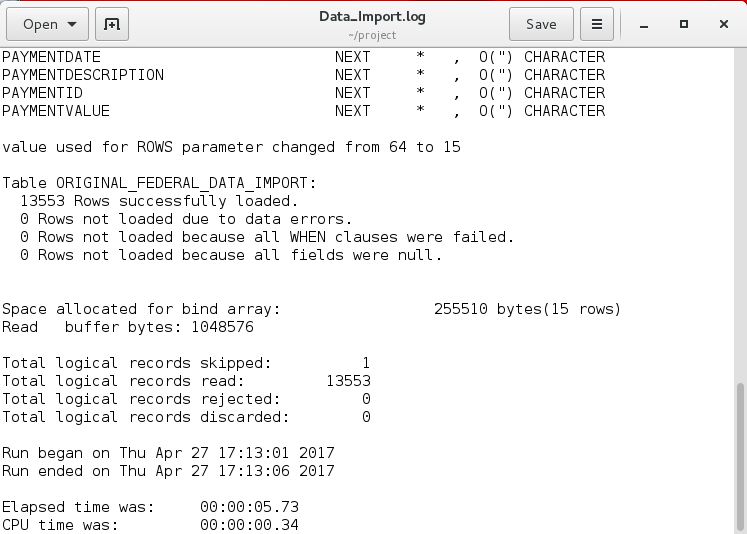 Open
Data_Import.log
~/project
Save
PAYMENTDATE                          NEXT     *   ,  O(") CHARACTER
PAYMENTDESCRIPTION                   NEXT     *   ,  O(") CHARACTER
PAYMENTID                            NEXT     *   ,  O(") CHARACTER
PAYMENTVALUE                         NEXT     *   ,  O(") CHARACTER
value used for ROWS parameter changed from 64 to 15
Table ORIGINAL_FEDERAL_DATA_IMPORT:
  13553 Rows successfully loaded.
  0 Rows not loaded due to data errors.
  0 Rows not loaded because all WHEN clauses were failed.
  0 Rows not loaded because all fields were null.
Space allocated for bind array:                 255510 bytes(15 rows)
Read   buffer bytes: 1048576
Total logical records skipped:          1
Total logical records read:         13553
Total logical records rejected:         0
Total logical records discarded:        0
Run began on Thu Apr 27 17:13:01 2017
Run ended on Thu Apr 27 17:13:06 2017
Elapsed time was:     00:00:05.73
CPU time was:         00:00:00.34